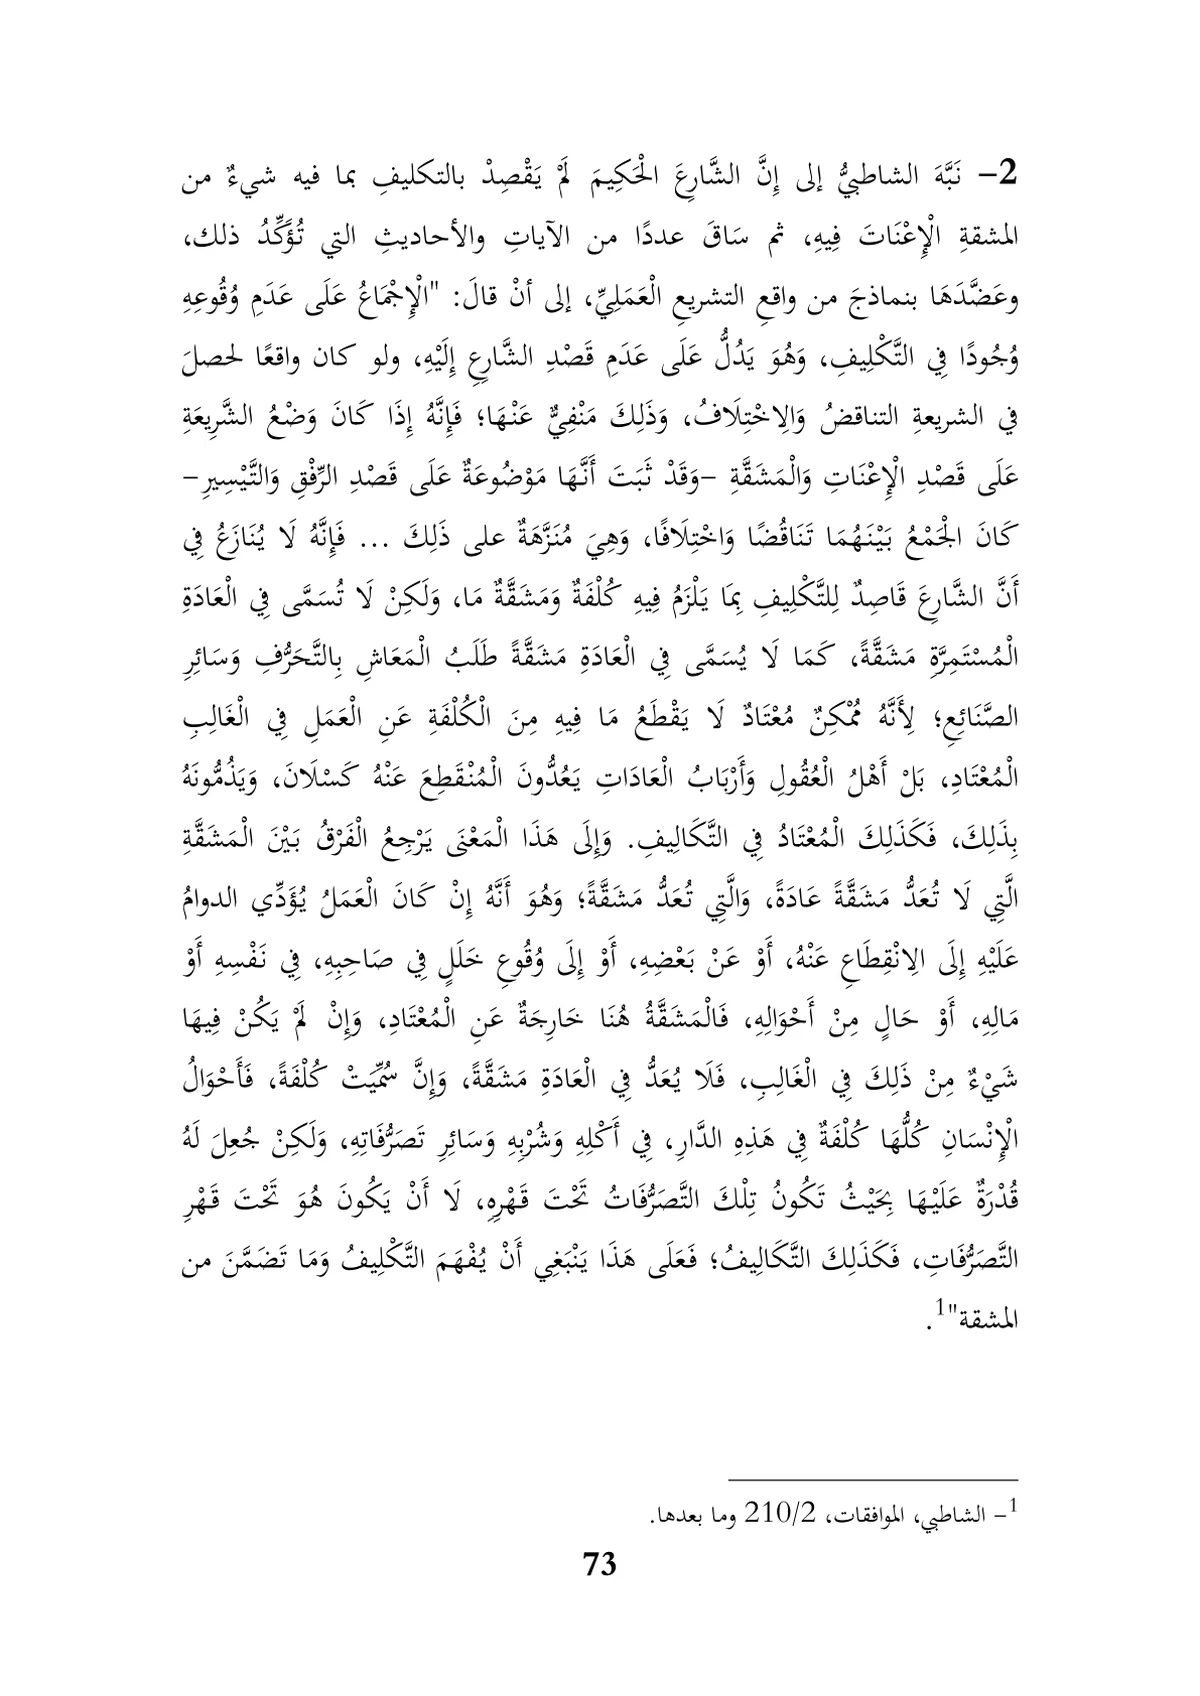 2- نَبَّهَ الشاطبيُّ إلى إِنَّ الشَّارِعَ الْحَكِيمَ لَمْ يَقْصِدْ بالتكليفِ بما فيه شيءٌ من
المشقةِ الْإِعْنَاتَ فِيهِ، ثم سَاقَ عددًا من الآياتِ والأحاديثِ التي تُؤَكِّدُ ذلك،
وعَضَّدَهَا بنماذجَ من واقعِ التشريعِ الْعَمَلِيِّ، إلى أنْ قالَ: "الْإِجْمَاعُ عَلَى عَدَمِ وُقُوعِهِ
وُجُودًا فِي التَّكْلِيفِ، وَهُوَ يَدُلُّ عَلَى عَدَمِ قَصْدِ الشَّارِعِ إِلَيْهِ، ولو كان واقعًا لحصلَ
في الشريعةِ التناقضُ وَالِاخْتِلَافُ، وَذَلِكَ مَنْفِيٌّ عَنْهَا؛ فَإِنَّهُ إِذَا كَانَ وَضْعُ الشَّرِيعَةِ
عَلَى قَصْدِ الْإِعْنَاتِ وَالْمَشَقَّةِ -وَقَدْ ثَبَتَ أَنَّهَا مَوْضُوعَةٌ عَلَى قَصْدِ الرِّفْقِ وَالتَّيْسِيرِ-
كَانَ الْجَمْعُ بَيْنَهُمَا تَنَاقُضًا وَاخْتِلَافًا، وَهِيَ مُنَزَّهَةٌ على ذَلِكَ ... فَإِنَّهُ لَا يُنَازَعُ فِي
أَنَّ الشَّارِعَ قَاصِدٌ لِلتَّكْلِيفِ بِمَا يَلْزَمُ فِيهِ كُلْفَةٌ وَمَشَقَّةٌ مَا، وَلَكِنْ لَا تُسَمَّى فِي الْعَادَةِ
الْمُسْتَمِرَّةِ مَشَقَّةً، كَمَا لَا يُسَمَّى فِي الْعَادَةِ مَشَقَّةً طَلَبُ الْمَعَاشِ بِالتَّحَرُّفِ وَسَائِرِ
الصَّنَائِعِ؛ لِأَنَّهُ مُمْكِنٌ مُعْتَادٌ لَا يَقْطَعُ مَا فِيهِ مِنَ الْكُلْفَةِ عَنِ الْعَمَلِ فِي الْغَالِبِ
الْمُعْتَادِ، بَلْ أَهْلُ الْعُقُولِ وَأَرْبَابُ الْعَادَاتِ يَعُدُّونَ الْمُنْقَطِعَ عَنْهُ كَسْلَانَ، وَيَذُمُّونَهُ
بِذَلِكَ، فَكَذَلِكَ الْمُعْتَادُ فِي التَّكَالِيفِ. وَإِلَى هَذَا الْمَعْنَى يَرْجِعُ الْفَرْقُ بَيْنَ الْمَشَقَّةِ
الَّتِي لَا تُعَدُّ مَشَقَّةً عَادَةً، وَالَّتِي تُعَدُّ مَشَقَّةً؛ وَهُوَ أَنَّهُ إِنْ كَانَ الْعَمَلُ يُؤَدِّي الدوامُ
عَلَيْهِ إِلَى الِانْقِطَاعِ عَنْهُ، أَوْ عَنْ بَعْضِهِ، أَوْ إِلَى وُقُوعِ خَلَلٍ فِي صَاحِبِهِ، فِي نَفْسِهِ أَوْ
مَالِهِ، أَوْ حَالٍ مِنْ أَحْوَالِهِ، فَالْمَشَقَّةُ هُنَا خَارِجَةٌ عَنِ الْمُعْتَادِ، وَإِنْ لَمْ يَكُنْ فِيهَا
شَيْءٌ مِنْ ذَلِكَ فِي الْغَالِبِ، فَلَا يُعَدُّ فِي الْعَادَةِ مَشَقَّةً، وَإِنَّ سُمِّيَتْ كُلْفَةً، فَأَحْوَالُ
الْإِنْسَانِ كُلُّهَا كُلْفَةٌ فِي هَذِهِ الدَّارِ، فِي أَكْلِهِ وَشُرْبِهِ وَسَائِرِ تَصَرُّفَاتِهِ، وَلَكِنْ جُعِلَ لَهُ
قُدْرَةٌ عَلَيْهَا بِحَيْثُ تَكُونُ تِلْكَ التَّصَرُّفَاتُ تَحْتَ قَهْرِهِ، لَا أَنْ يَكُونَ هُوَ تَحْتَ قَهْرِ
التَّصَرُّفَاتِ، فَكَذَلِكَ التَّكَالِيفُ؛ فَعَلَى هَذَا يَنْبَغِي أَنْ يُفْهَمَ التَّكْلِيفُ وَمَا تَضَمَّنَ من
المشقة"1.
1- الشاطبي، الموافقات، 210/2 وما بعدها.
73